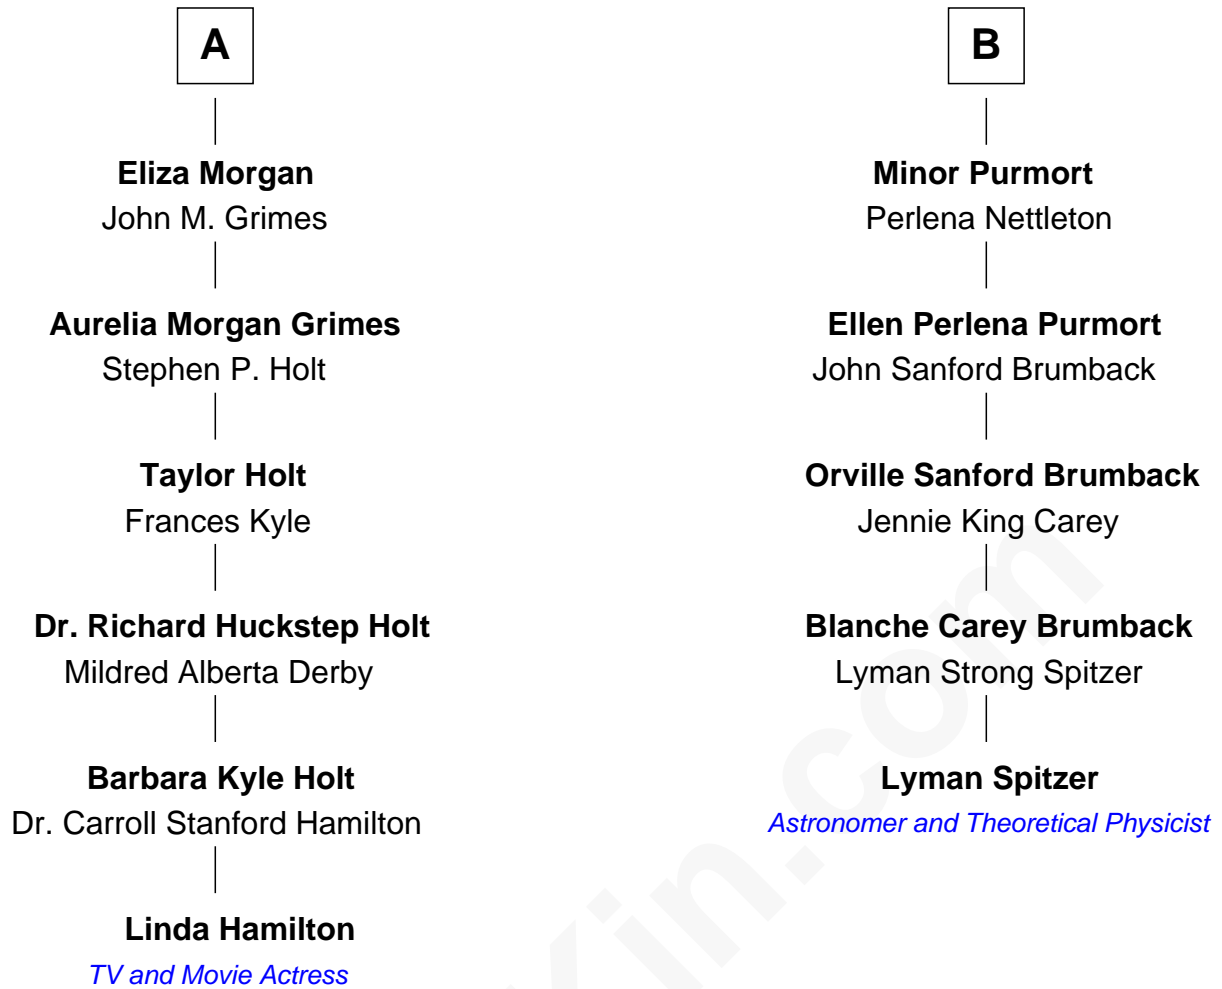 A
Eliza Morgan
John M. Grimes
Aurelia Morgan Grimes
Stephen P. Holt
Taylor Holt
Frances Kyle
Dr. Richard Huckstep Holt
Mildred Alberta Derby
Barbara Kyle Holt
Dr. Carroll Stanford Hamilton
Linda Hamilton
TV and Movie Actress
B
Minor Purmort
Perlena Nettleton
Ellen Perlena Purmort
John Sanford Brumback
Orville Sanford Brumback
Jennie King Carey
Blanche Carey Brumback
Lyman Strong Spitzer
Lyman Spitzer
Astronomer and Theoretical Physicist
Kin.com